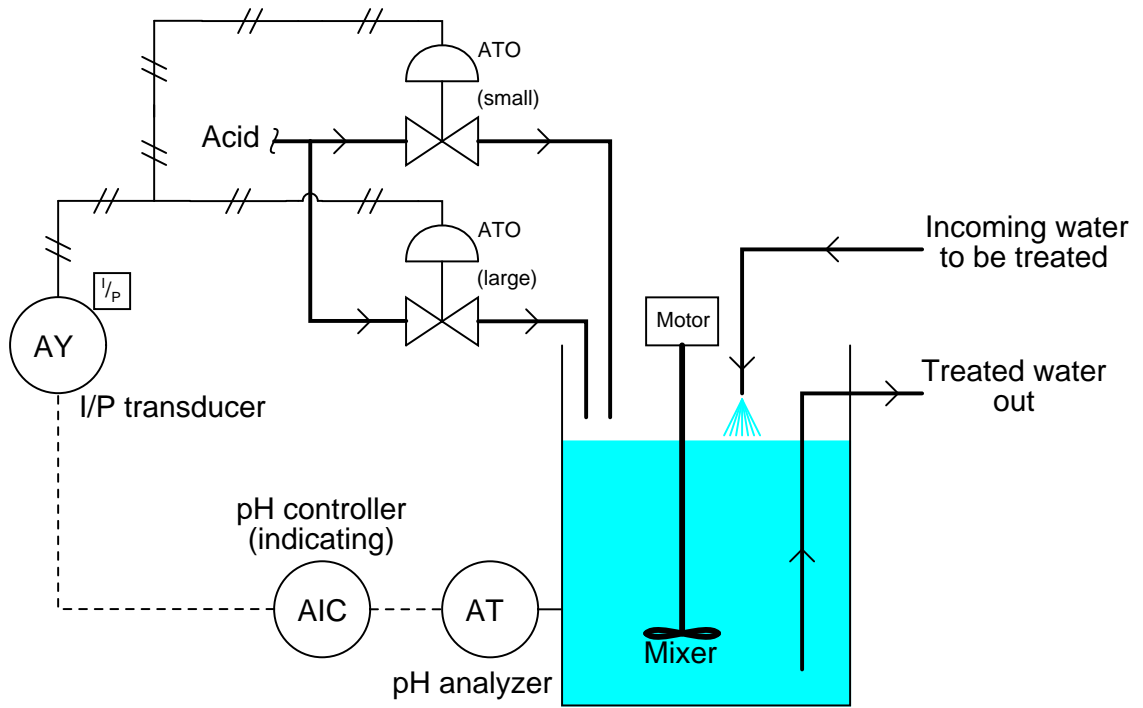 ATO
(small)
Acid
ATO
(large)
Incoming water
to be treated
I/P
Motor
AY
Treated water
out
I/P transducer
pH controller
(indicating)
AIC
AT
Mixer
pH analyzer